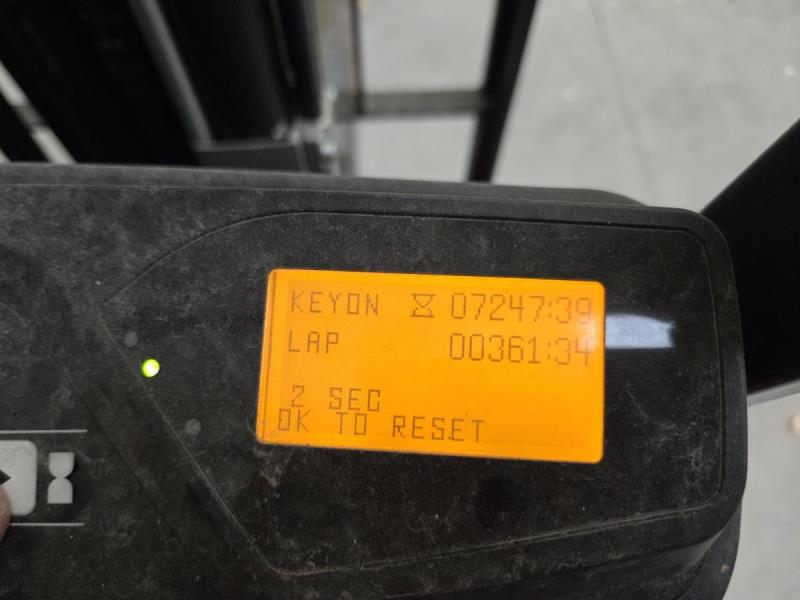 KEYON 07247:39
LAP 00361:34
2 SEC
OK TO RESET